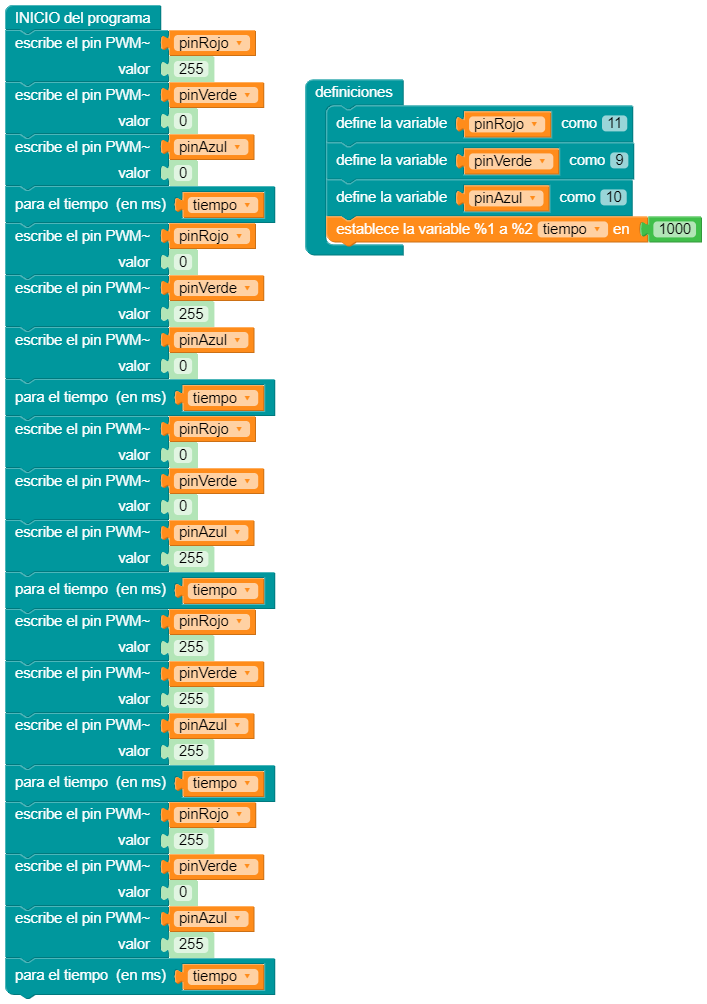 INICIO del programa
escribe el pin PWM~ pinRojo
valor 255
escribe el pin PWM~ pinVerde
valor 0
escribe el pin PWM~ pinAzul
valor 0
para el tiempo (en ms) tiempo
escribe el pin PWM~ pinRojo
valor 0
escribe el pin PWM~ pinVerde
valor 255
escribe el pin PWM~ pinAzul
valor 0
para el tiempo (en ms) tiempo
escribe el pin PWM~ pinRojo
valor 0
escribe el pin PWM~ pinVerde
valor 0
escribe el pin PWM~ pinAzul
valor 255
para el tiempo (en ms) tiempo
escribe el pin PWM~ pinRojo
valor 255
escribe el pin PWM~ pinVerde
valor 255
escribe el pin PWM~ pinAzul
valor 255
para el tiempo (en ms) tiempo
escribe el pin PWM~ pinRojo
valor 255
escribe el pin PWM~ pinVerde
valor 0
escribe el pin PWM~ pinAzul
valor 255
para el tiempo (en ms) tiempo
definiciones
define la variable pinRojo como 11
define la variable pinVerde como 9
define la variable pinAzul como 10
establece la variable %1 a %2 tiempo en 1000